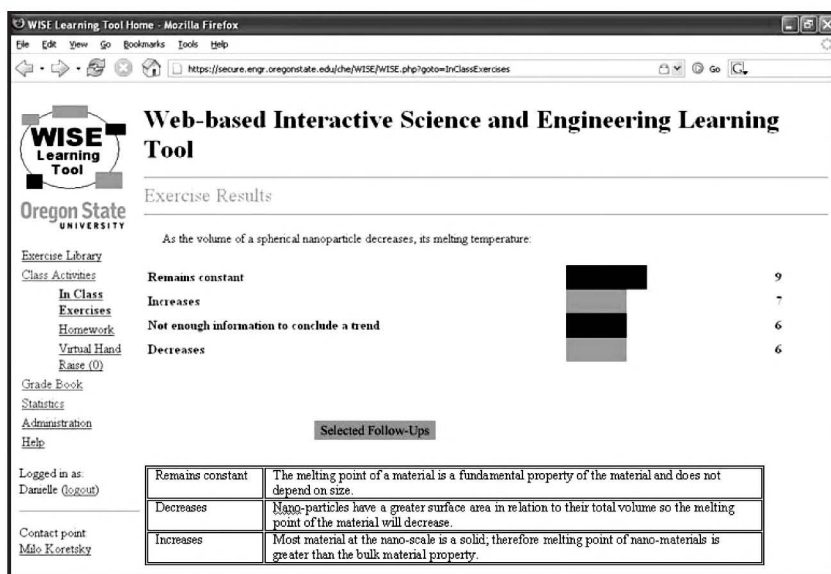 WISE Learning Tool Home - Mozilla Firefox
File Edit View Go Bookmarks Tools Help
https://secure.engr.oregonstate.edu/che/WISE/WISE.php?goto=InClassExercises
Go
WISE
Learning
Tool
Oregon State
UNIVERSITY
Exercise Library
Class Activities
In Class
Exercises
Homework
Virtual Hand
Raise (0)
Grade Book
Statistics
Administration
Help
Logged in as:
Danielle (logout)
Contact point
Milo Koretsky
Web-based Interactive Science and Engineering Learning
Tool
Exercise Results
As the volume of a spherical nanoparticle decreases, its melting temperature:
Remains constant 9
Increases 7
Not enough information to conclude a trend 6
Decreases 6
Selected Follow-Ups
Remains constant The melting point of a material is a fundamental property of the material and does not
depend on size.
Decreases Nano-particles have a greater surface area in relation to their total volume so the melting
point of the material will decrease.
Increases Most material at the nano-scale is a solid; therefore melting point of nano-materials is
greater than the bulk material property.